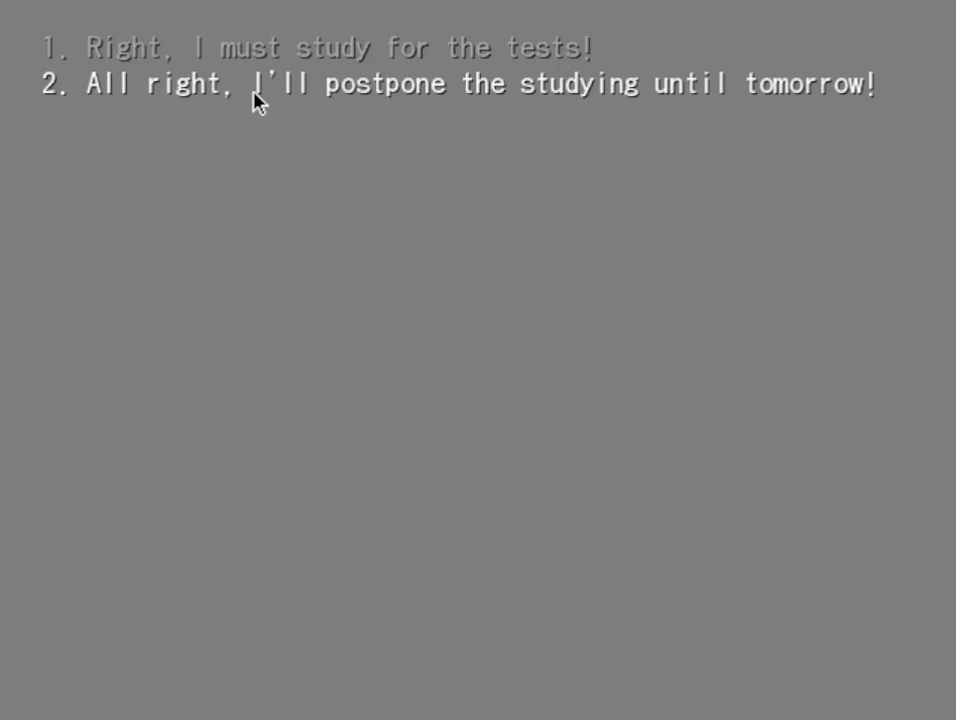 1. Right, I must study for the tests!
2. All right, I'll postpone the studying until tomorrow!